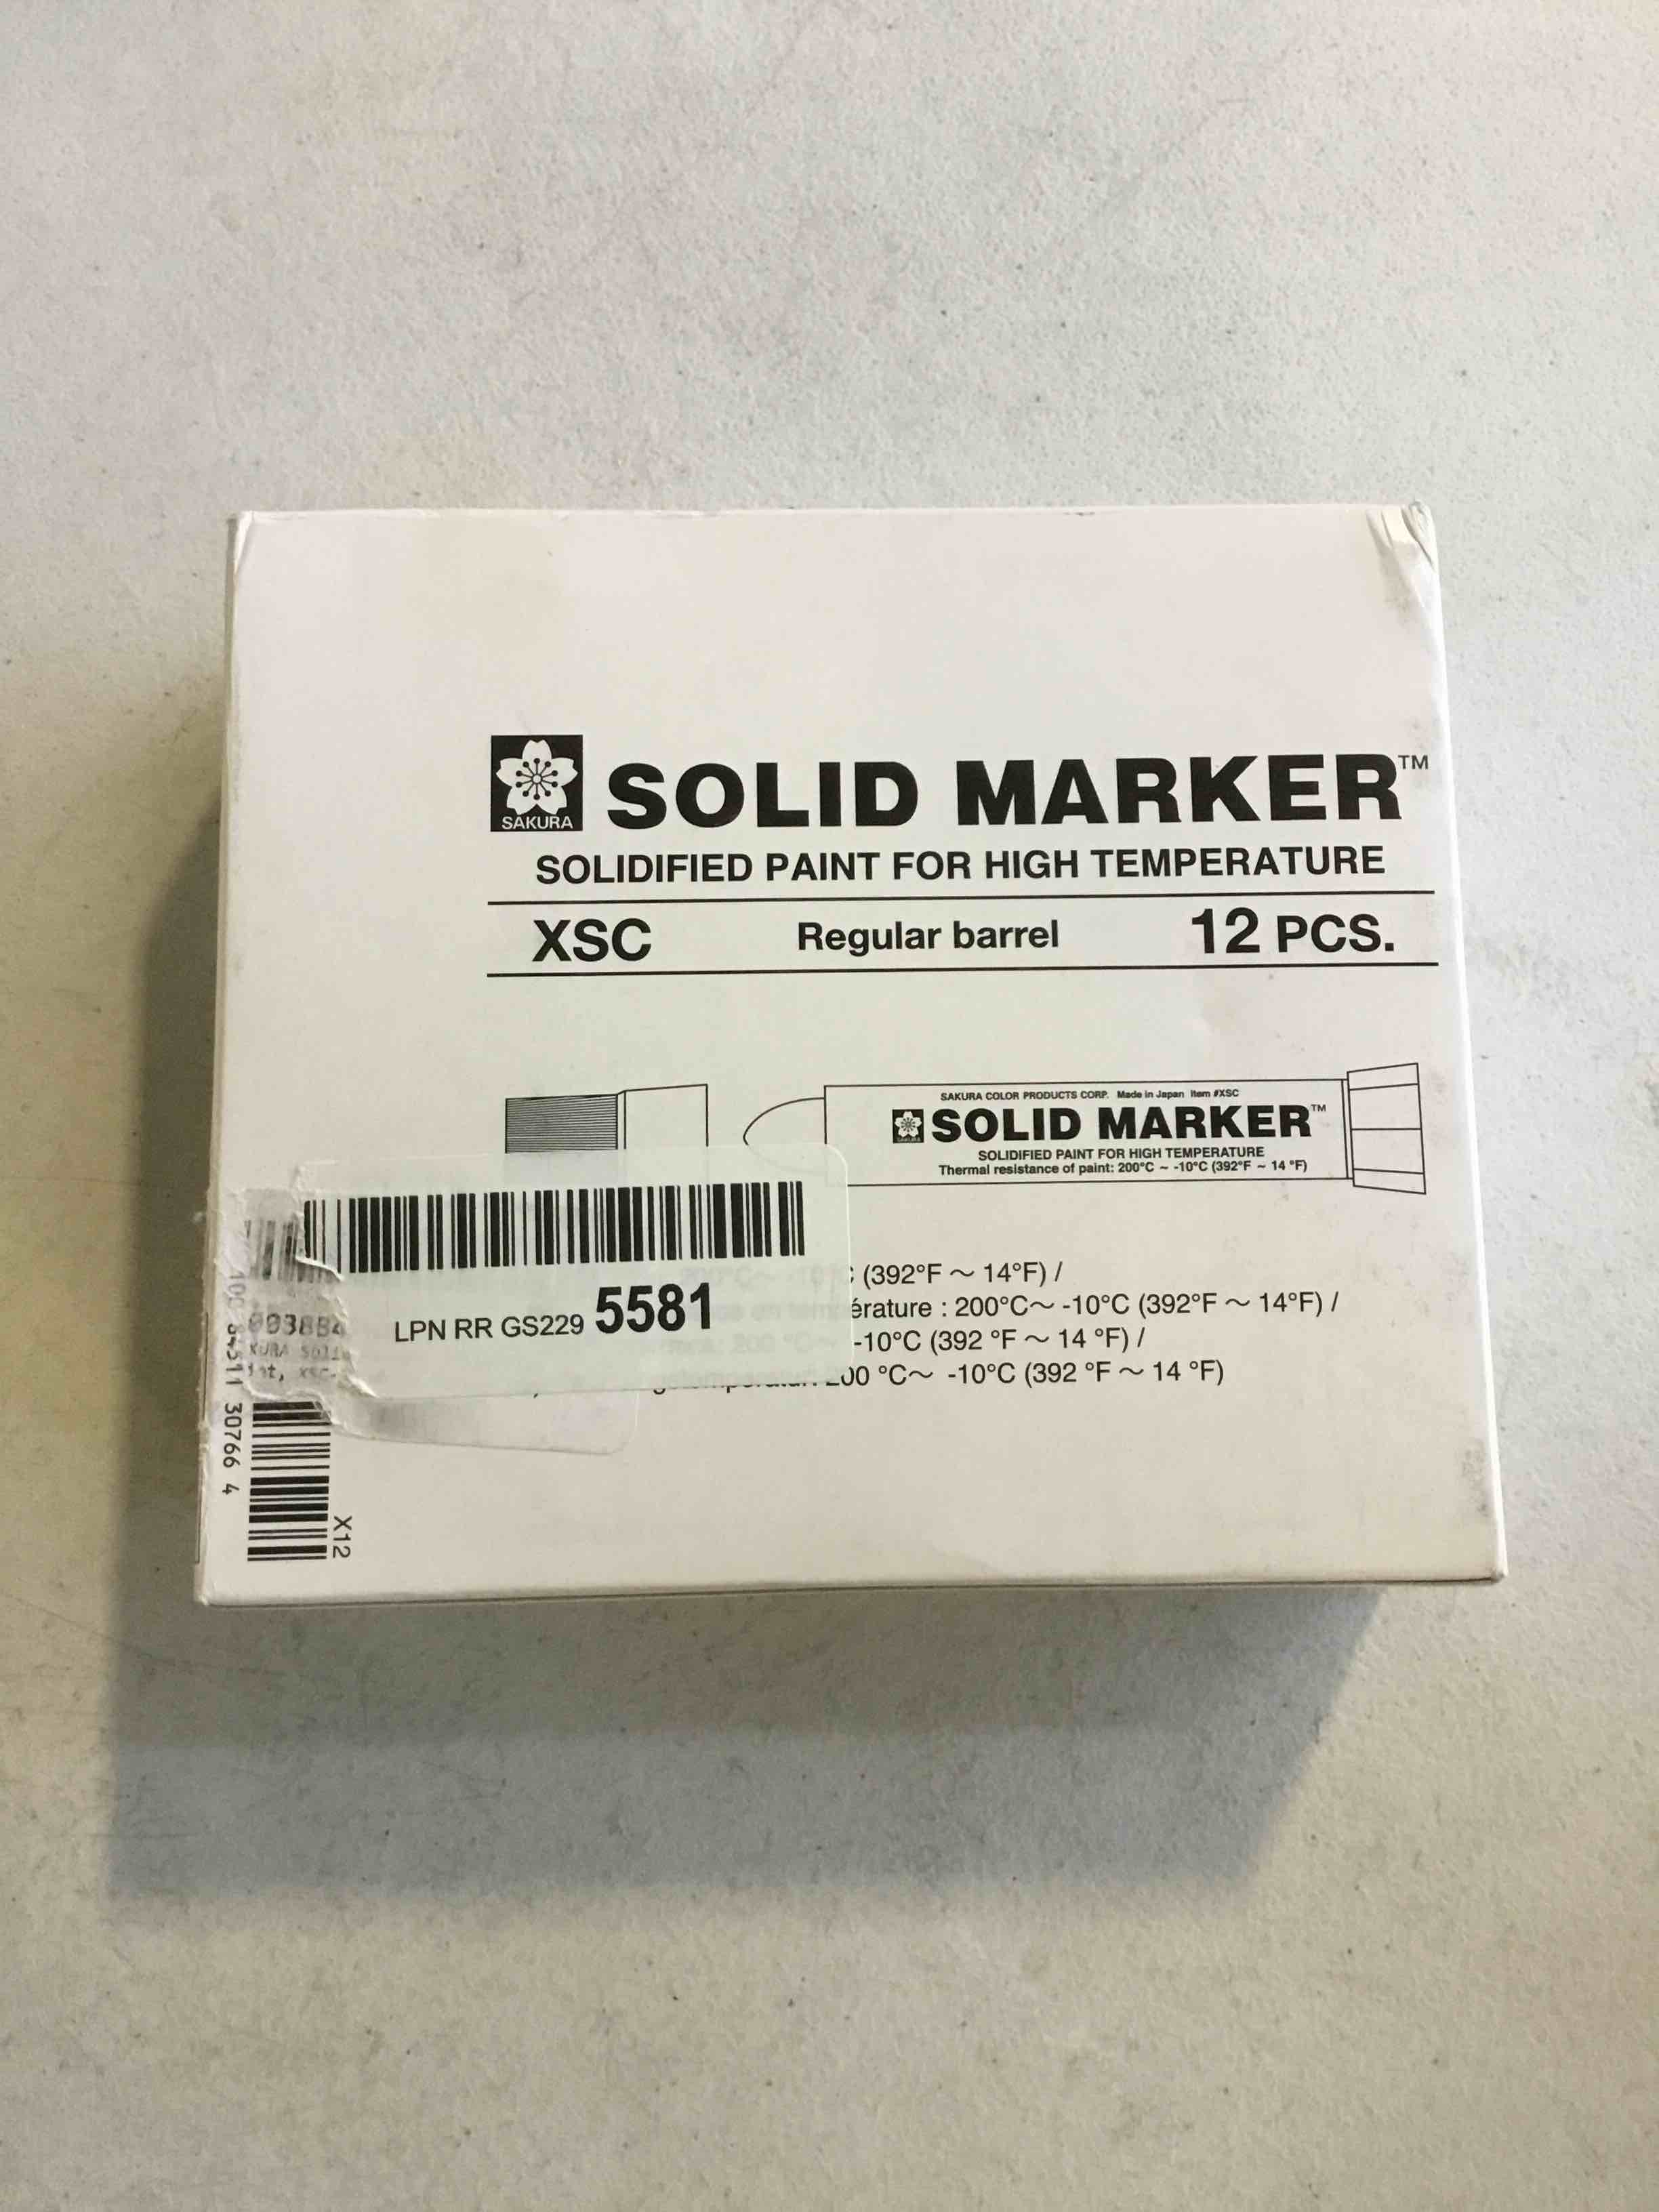 SAKURA
SOLID MARKER™
SOLIDIFIED PAINT FOR HIGH TEMPERATURE
XSC Regular barrel 12 PCS.
SAKURA COLOR PRODUCTS CORP. Made in Japan Item #XSC
SOLID MARKER™
SOLIDIFIED PAINT FOR HIGH TEMPERATURE
Thermal resistance of paint: 200°C ~ -10°C (392°F ~ 14 °F)
LPN RR GS229 5581
(392°F ~ 14°F) /
érature : 200°C~ -10°C (392°F ~ 14°F) /
-10°C (392 °F ~ 14 °F) /
°C~ -10°C (392 °F ~ 14 °F)
30766 4
X12